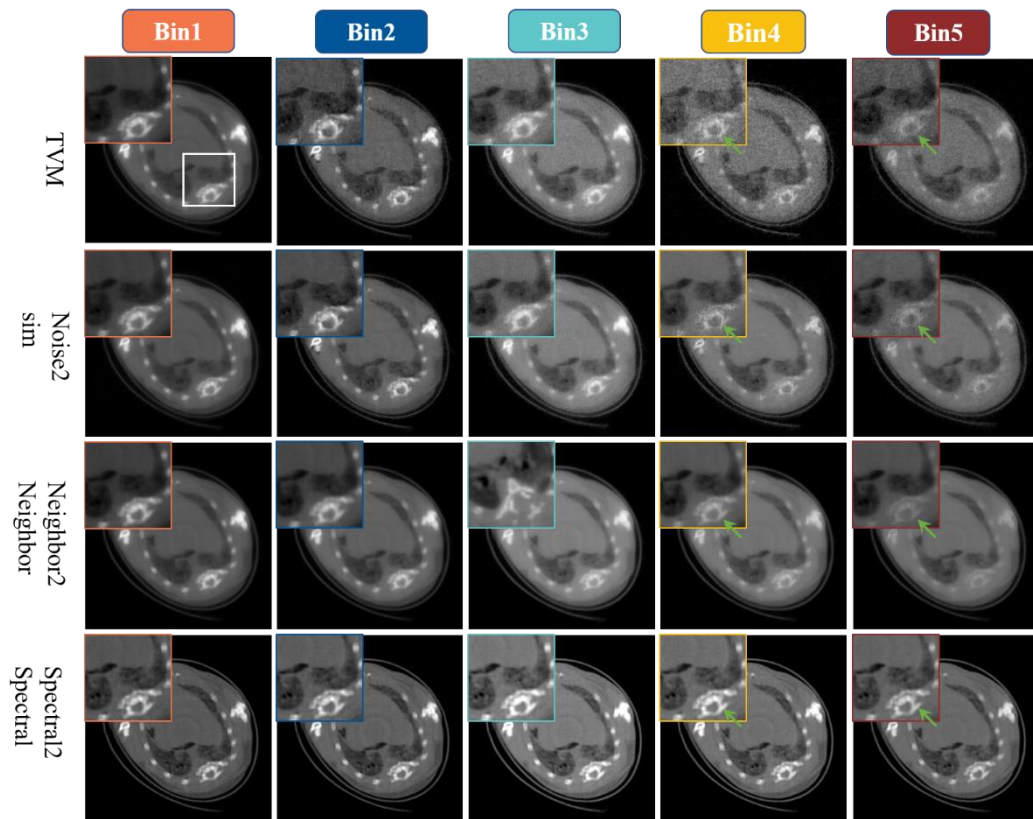 Bin1
Bin2
Bin3
Bin4
Bin5
TVM
Noise2
sim
Neighbor2
Neighbor
Spectral2
Spectral